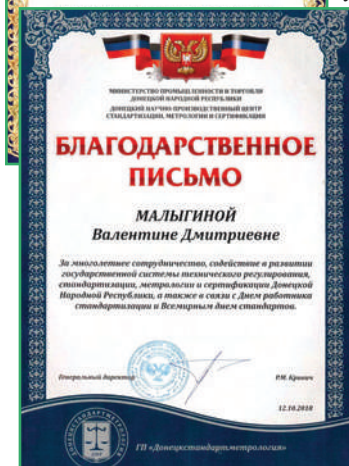 МИНИСТЕРСТВО ПРОМЫШЛЕННОСТИ И ТОРГОВЛИ
ДОНЕЦКОЙ НАРОДНОЙ РЕСПУБЛИКИ
ДОНЕЦКИЙ НАУЧНО-ПРОИЗВОДСТВЕННЫЙ ЦЕНТР
СТАНДАРТИЗАЦИИ, МЕТРОЛОГИИ И СЕРТИФИКАЦИИ
БЛАГОДАРСТВЕННОЕ
ПИСЬМО
МАЛЫГИНОЙ
Валентине Дмитриевне
За многолетнее сотрудничество, содействие в развитии
государственной системы технического регулирования,
стандартизации, метрологии и сертификации Донецкой
Народной Республики, а также в связи с Днем работника
стандартизации и Всемирным днем стандартов.
Генеральный директор
Р.М.
12.10.2018
ДОНЕЦКСТАНДАРТМЕТРОЛОГИЯ
ГП «Донецкстандартметрология»